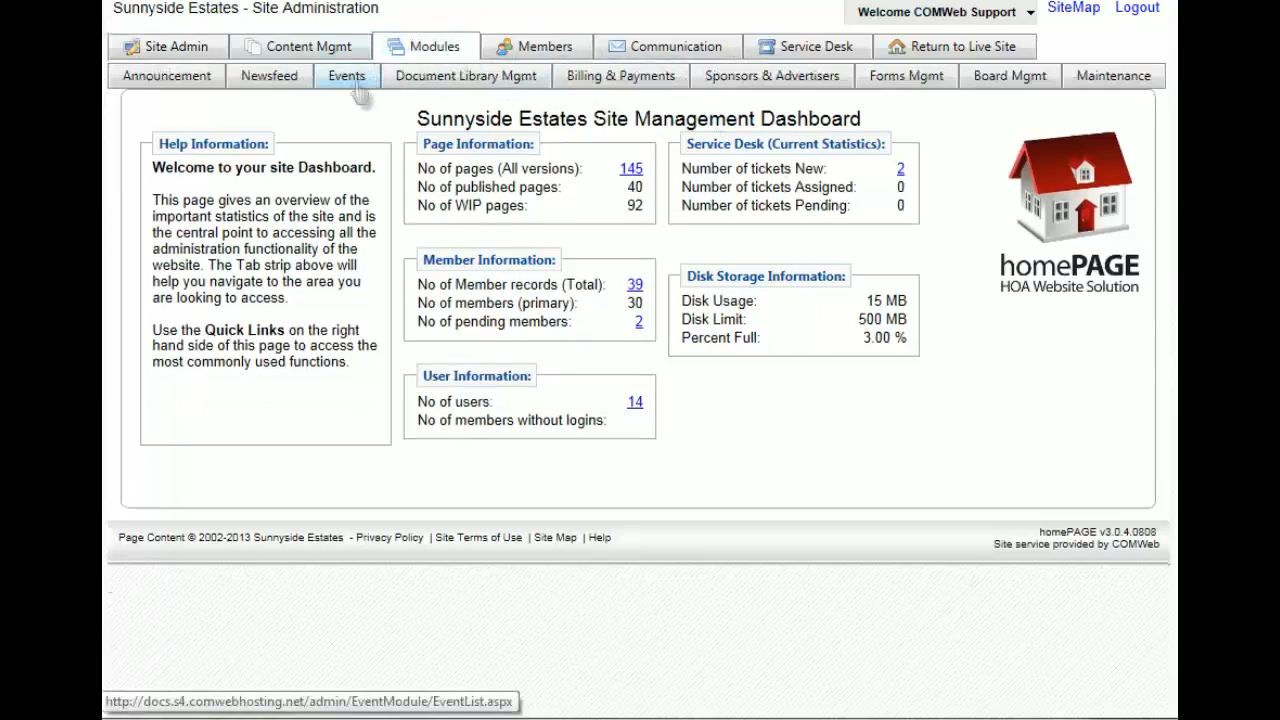 Sunnyside Estates - Site Administration
Welcome COMWeb Support
SiteMap Logout
Site Admin Content Mgmt Modules Members Communication Service Desk Return to Live Site
Announcement Newsfeed Events Document Library Mgmt Billing & Payments Sponsors & Advertisers Forms Mgmt Board Mgmt Maintenance
Sunnyside Estates Site Management Dashboard
Help Information:
Welcome to your site Dashboard.
This page gives an overview of the
important statistics of the site and is
the central point to accessing all the
administration functionality of the
website. The Tab strip above will
help you navigate to the area you
are looking to access.
Use the Quick Links on the right
hand side of this page to access the
most commonly used functions.
Page Information:
No of pages (All versions): 145
No of published pages: 40
No of WIP pages: 92
Member Information:
No of Member records (Total): 39
No of members (primary): 30
No of pending members: 2
User Information:
No of users: 14
No of members without logins:
Service Desk (Current Statistics):
Number of tickets New: 2
Number of tickets Assigned: 0
Number of tickets Pending: 0
Disk Storage Information:
Disk Usage: 15 MB
Disk Limit: 500 MB
Percent Full: 3.00 %
homePAGE
HOA Website Solution
Page Content © 2002-2013 Sunnyside Estates - Privacy Policy | Site Terms of Use | Site Map | Help
homePAGE v3.0.4.0808
Site service provided by COMWeb
http://docs.s4.comwebhosting.net/admin/EventModule/EventList.aspx